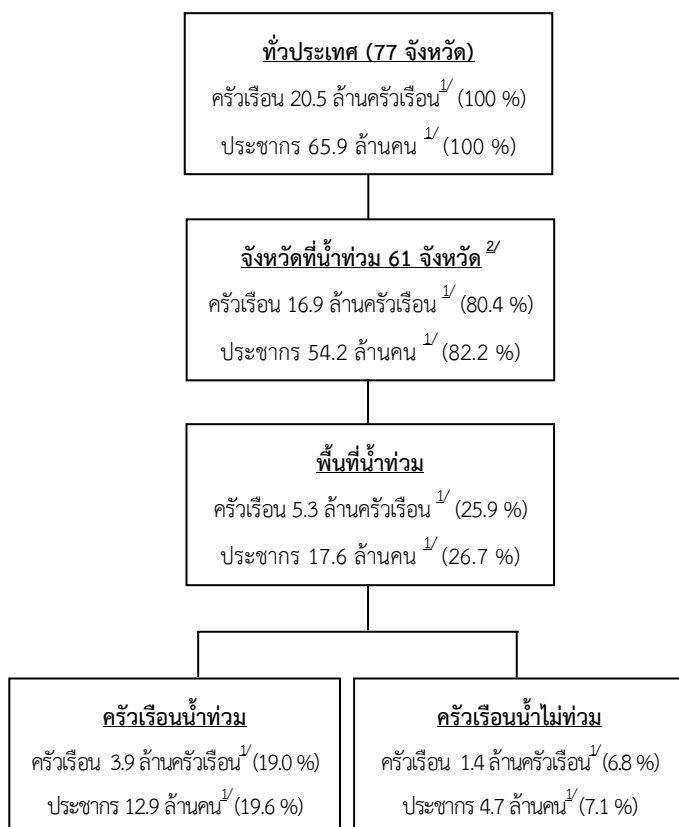 ทั่วประเทศ (77 จังหวัด)
ครัวเรือน 20.5 ล้านครัวเรือน1/ (100 %)
ประชากร 65.9 ล้านคน 1/ (100 %)
จังหวัดที่น้ำท่วม 61 จังหวัด 2/
ครัวเรือน 16.9 ล้านครัวเรือน 1/ (80.4 %)
ประชากร 54.2 ล้านคน 1/ (82.2 %)
พื้นที่น้ำท่วม
ครัวเรือน 5.3 ล้านครัวเรือน 1/ (25.9 %)
ประชากร 17.6 ล้านคน 1/ (26.7 %)
ครัวเรือนน้ำท่วม
ครัวเรือน 3.9 ล้านครัวเรือน1/ (19.0 %)
ประชากร 12.9 ล้านคน1/ (19.6 %)
ครัวเรือนน้ำไม่ท่วม
ครัวเรือน 1.4 ล้านครัวเรือน1/ (6.8 %)
ประชากร 4.7 ล้านคน1/ (7.1 %)